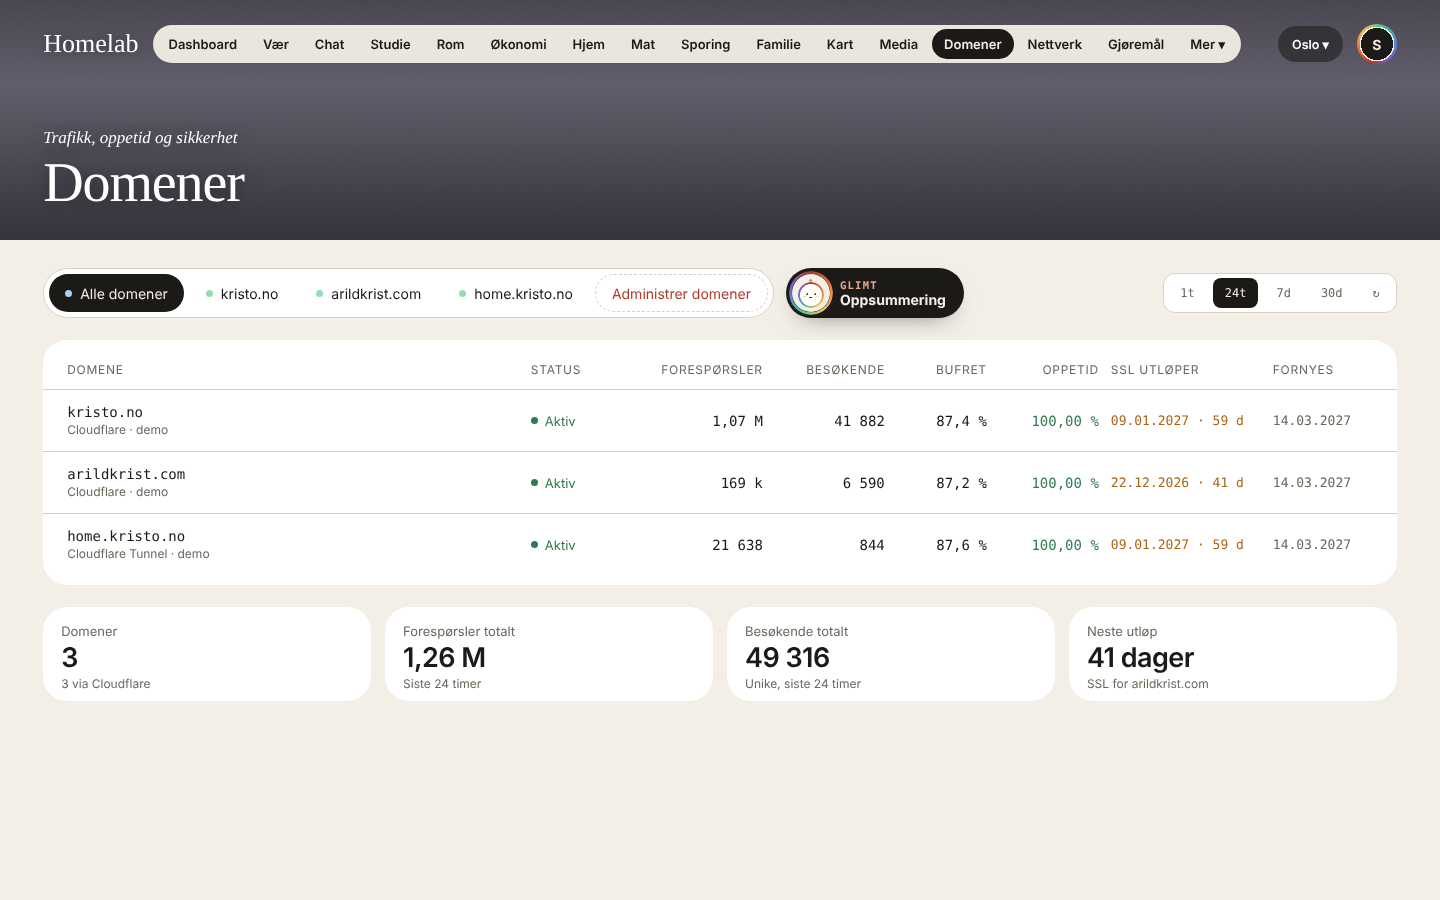 Homelab
Dashboard Vær Chat Studie Rom Økonomi Hjem Mat Sporing Familie Kart Media Domener Nettverk Gjøremål Mer ▾ Oslo ▾ S
Trafikk, oppetid og sikkerhet
Domener
Alle domener kristo.no arildkrist.com home.kristo.no Administrer domener
GLIMT
Oppsummering
1t 24t 7d 30d ↻
DOMENE STATUS FORESPØRSLER BESØKENDE BUFRET OPPETID SSL UTLØPER FORNYES
kristo.no
Cloudflare · demo
Aktiv 1,07 M 41 882 87,4 % 100,00 % 09.01.2027 · 59 d 14.03.2027
arildkrist.com
Cloudflare · demo
Aktiv 169 k 6 590 87,2 % 100,00 % 22.12.2026 · 41 d 14.03.2027
home.kristo.no
Cloudflare Tunnel · demo
Aktiv 21 638 844 87,6 % 100,00 % 09.01.2027 · 59 d 14.03.2027
Domener
3
3 via Cloudflare
Forespørsler totalt
1,26 M
Siste 24 timer
Besøkende totalt
49 316
Unike, siste 24 timer
Neste utløp
41 dager
SSL for arildkrist.com